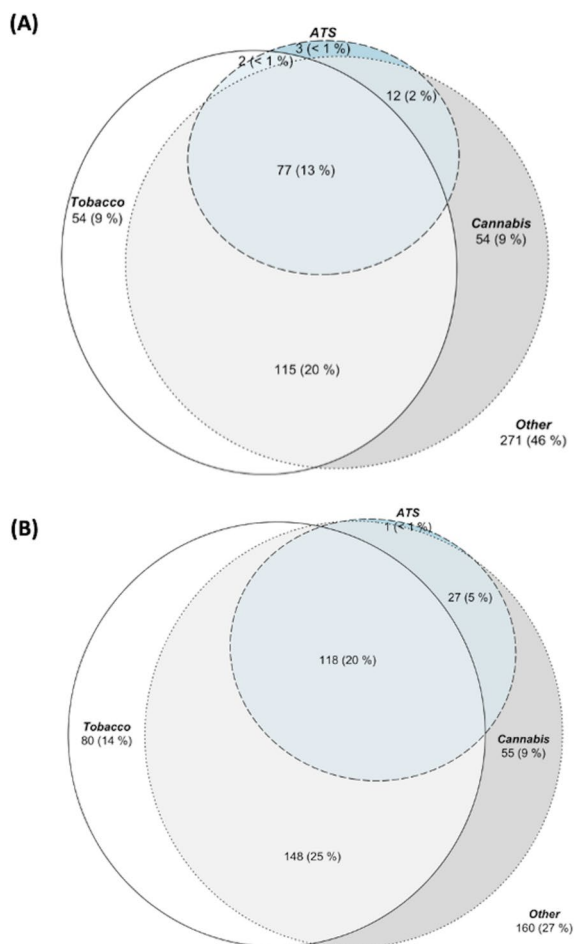 (A)
ATS
3 (< 1 %)
2 (< 1 %)
12 (2 %)
77 (13 %)
Tobacco
54 (9 %)
Cannabis
54 (9 %)
115 (20 %)
Other
271 (46 %)
(B)
ATS
1 (< 1 %)
27 (5 %)
118 (20 %)
Tobacco
80 (14 %)
Cannabis
55 (9 %)
148 (25 %)
Other
160 (27 %)